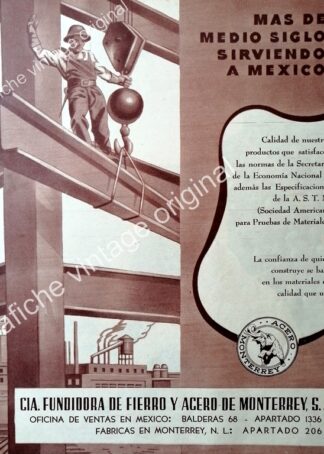 MAS DE
MEDIO SIGLO
SIRVIENDO
A MEXICO
Calidad de nuestr
productos que satisface
las normas de la Secretar
de la Economía Nacional
además las Especificacion
de la A. S. T. M
(Sociedad American
para Pruebas de Materiale
La confianza de quie
construye se ba
en los materiales
calidad que u
ACERO
MONTERREY
CIA. FUNDIDORA DE FIERRO Y ACERO DE MONTERREY, S.
OFICINA DE VENTAS EN MEXICO: BALDERAS 68 - APARTADO 1336
FABRICAS EN MONTERREY, N. L.: APARTADO 206
afiche vintage original
afiche vintage original